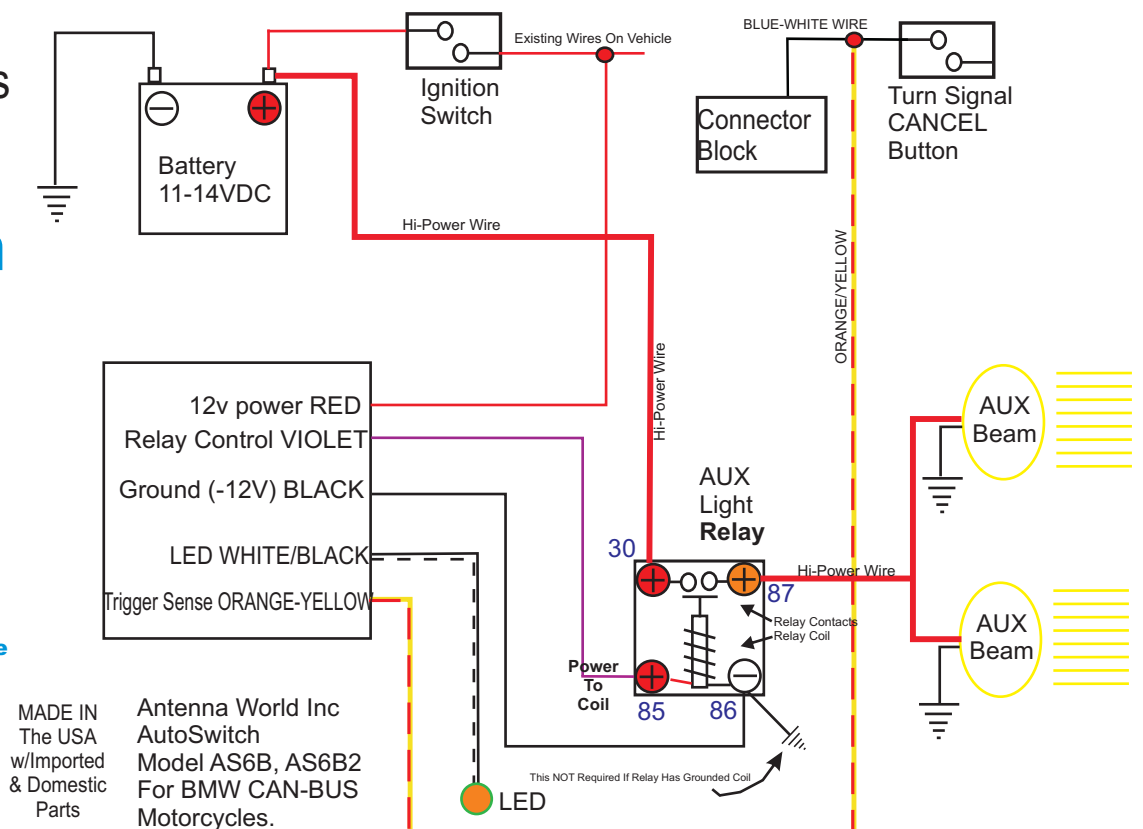 s
n
e
Existing Wires On Vehicle
Ignition
Switch
BLUE-WHITE WIRE
Connector
Block
Turn Signal
CANCEL
Button
Battery
11-14VDC
Hi-Power Wire
Hi-Power Wire
ORANGE/YELLOW
12v power RED
Relay Control VIOLET
Ground (-12V) BLACK
LED WHITE/BLACK
Trigger Sense ORANGE-YELLOW
AUX
Light
Relay
30
87
Hi-Power Wire
Relay Contacts
Relay Coil
Power
To
Coil
85
86
AUX
Beam
AUX
Beam
This NOT Required If Relay Has Grounded Coil
LED
MADE IN
The USA
w/Imported
& Domestic
Parts
Antenna World Inc
AutoSwitch
Model AS6B, AS6B2
For BMW CAN-BUS
Motorcycles.